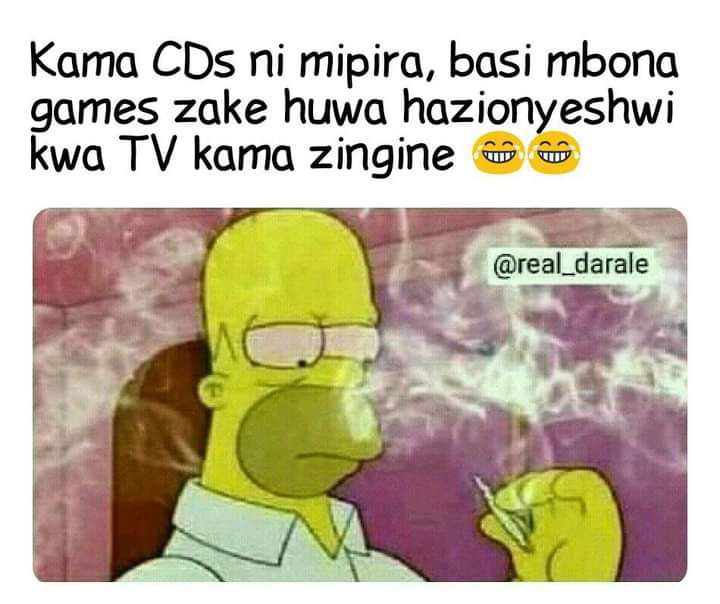 Kama CDs ni mipira, basi mbona
games zake huwa hazionyeshwi
kwa TV kama zingine 😂😂
@real_darale